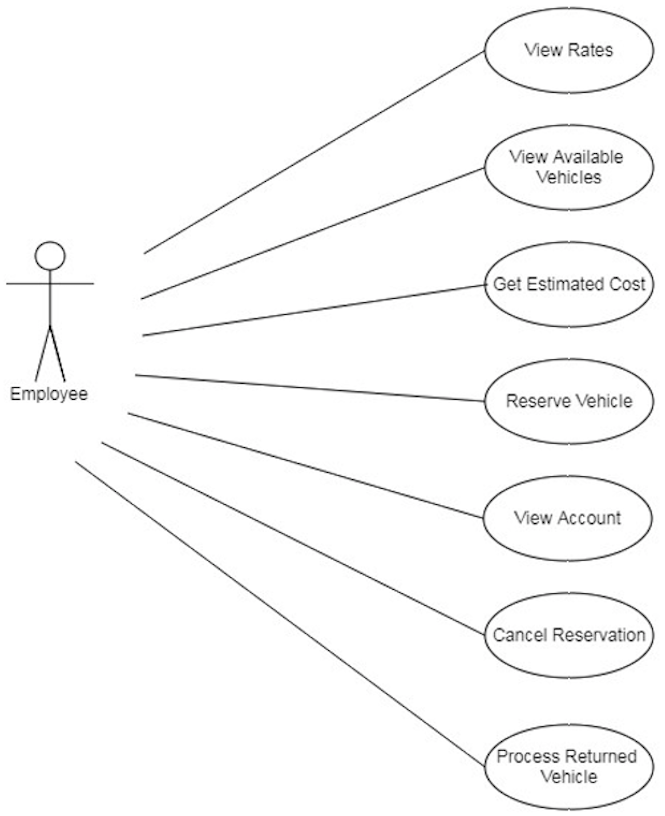 View Rates
View Available
Vehicles
Get Estimated Cost
Reserve Vehicle
Employee
View Account
Cancel Reservation
Process Returned
Vehicle